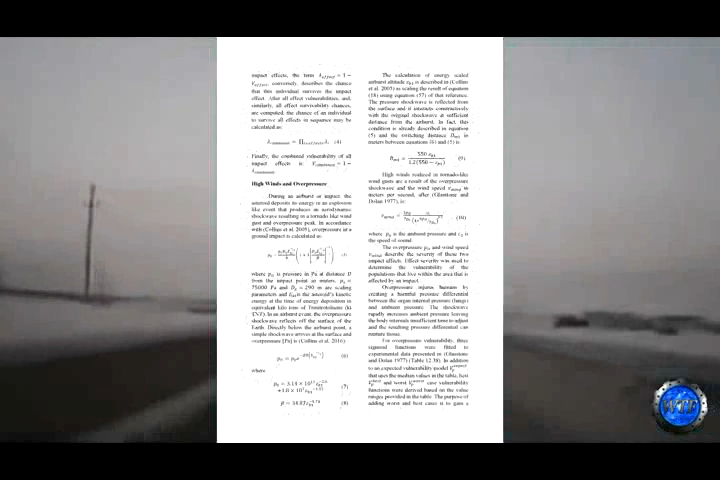 impact effects, the term
conversely, describes the chance
that this individual survives the impact
effect. After all effect vulnerabilities, and,
similarly, all effect survivability chances,
are computed, the chance of an individual
to survive all effects in sequence may be
calculated as:
(4)
Finally, the combined vulnerability of all
impact effects is:
High Winds and Overpressure
During an airburst or impact, the
asteroid deposits its energy in an explosion
like event that produces an aerodynamic
shockwave resulting in a tornado like wind
gust and overpressure peak. In accordance
with (Collins et al. 2005), overpressure in a
ground impact is calculated as:
where is pressure in Pa at distance D
from the impact point in meters,
75000 Pa and = 290 m are scaling
parameters and is the asteroid's kinetic
energy at the time of energy deposition in
equivalent kilo tons of Trinitrotoluene (kt
TNT). In an airburst event, the overpressure
shockwave reflects off the surface of the
Earth. Directly below the airburst point, a
simple shockwave arrives at the surface and
overpressure [Pa] is (Collins et al. 2016)
(6)
where
(7)
(8)
The calculation of energy scaled
airburst altitude is described in (Collins
et al. 2005) as scaling the result of equation
(18) using equation (57) of that reference.
The pressure shockwave is reflected from
the surface and it interacts constructively
with the original shockwave at sufficient
distance from the airburst. In fact, this
condition is already described in equation
(5) and the switching distance in
meters between equations (6) and (5) is
(9)
High winds realized in tornado-like
wind gusts are a result of the overpressure
shockwave and the wind speed in
meters per second, after (Glasstone and
Dolan 1977), is:
(10)
where is the ambient pressure and is
the speed of sound.
The overpressure and wind speed
describe the severity of these two
impact effects. Effect severity was used to
determine the vulnerability of the
populations that live within the area that is
affected by an impact.
Overpressure injures humans by
creating a harmful pressure differential
between the organ internal pressure (lungs)
and ambient pressure. The shockwave
rapidly increases ambient pressure leaving
the body internals insufficient time to adjust
and the resulting pressure differential can
rupture tissue.
For overpressure vulnerability, three
sigmoid functions were fitted to
experimental data presented in (Glasstone
and Dolan 1977) (Table 12.38). In addition
to an expected vulnerability model
that uses the median values in the table, best
and worst case vulnerability
functions were derived based on the value
ranges provided in the table. The purpose of
adding worst and best cases is to gain a
WTF